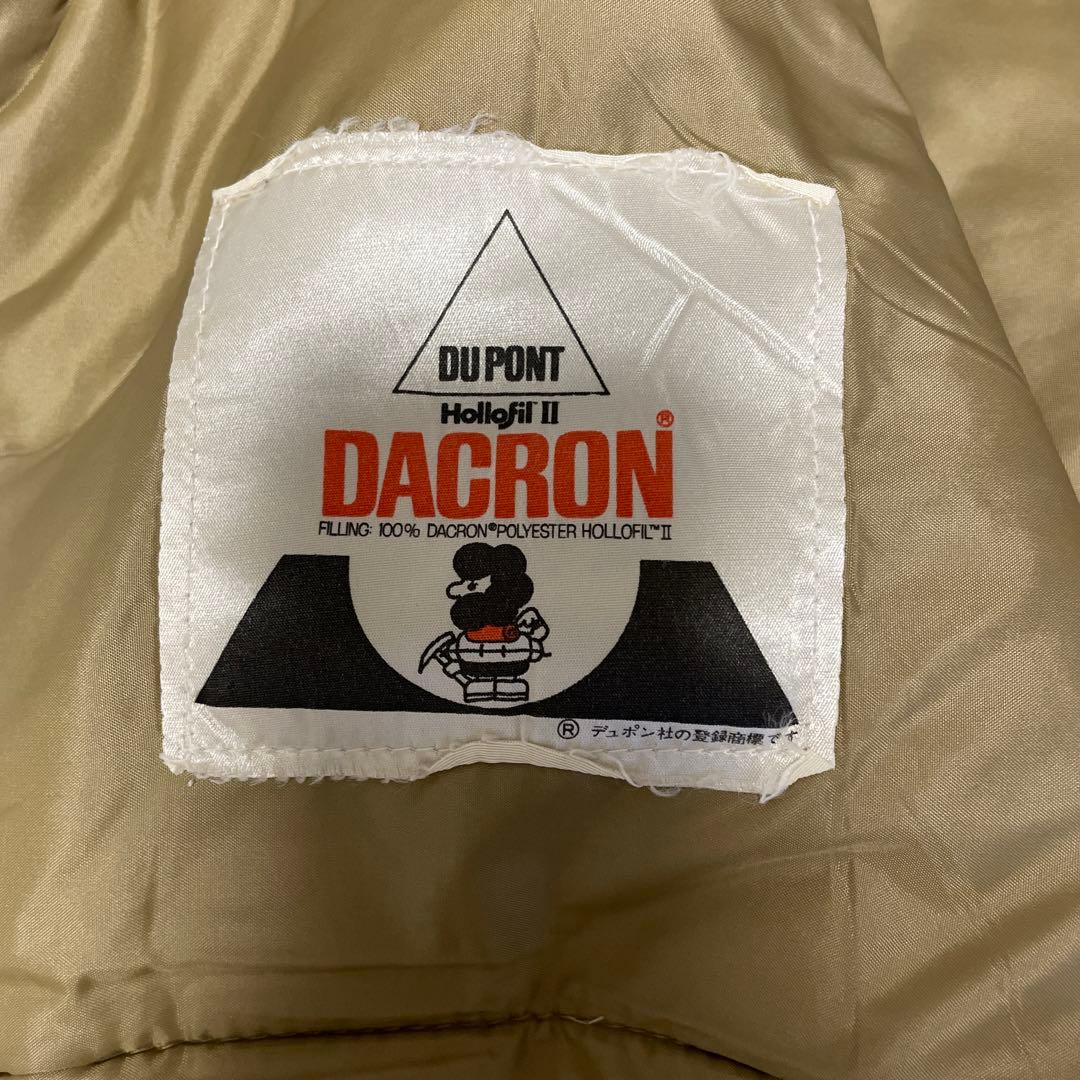 DU PONT
Hollofil™ II
DACRON®
FILLING: 100% DACRON® POLYESTER HOLLOFIL™ II
® デュポン社の登録商標です